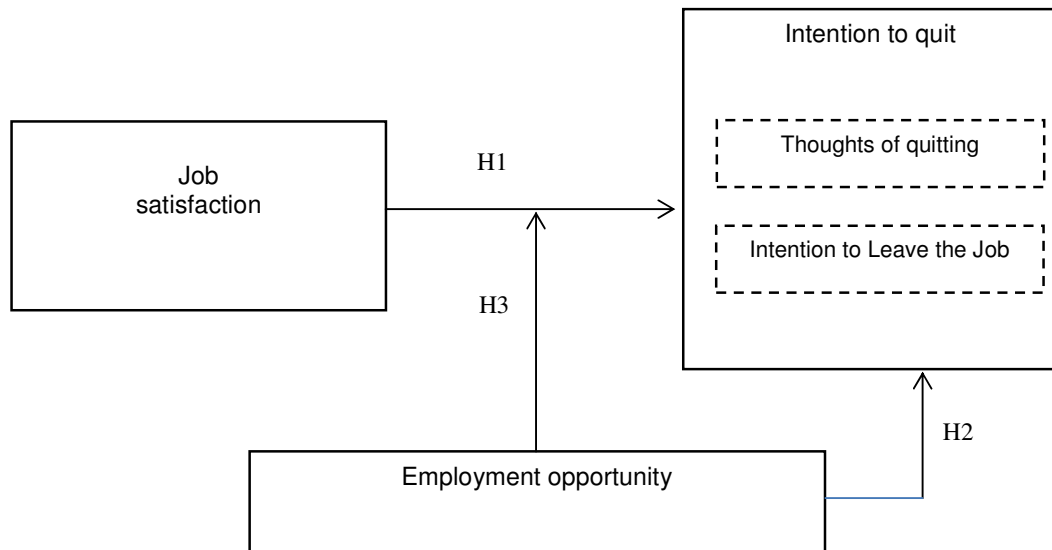 Intention to quit
Thoughts of quitting
Job
satisfaction
H1
Intention to Leave the Job
H3
H2
Employment opportunity